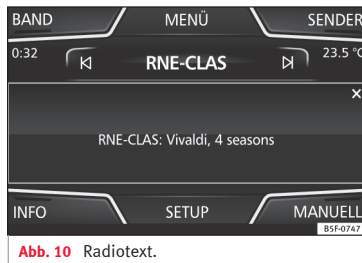 BAND MENÜ SENDER
0:32 RNE-CLAS 23.5 °C
RNE-CLAS: Vivaldi, 4 seasons
INFO SETUP MANUELL
B5F-0747
Abb. 10 Radiotext.